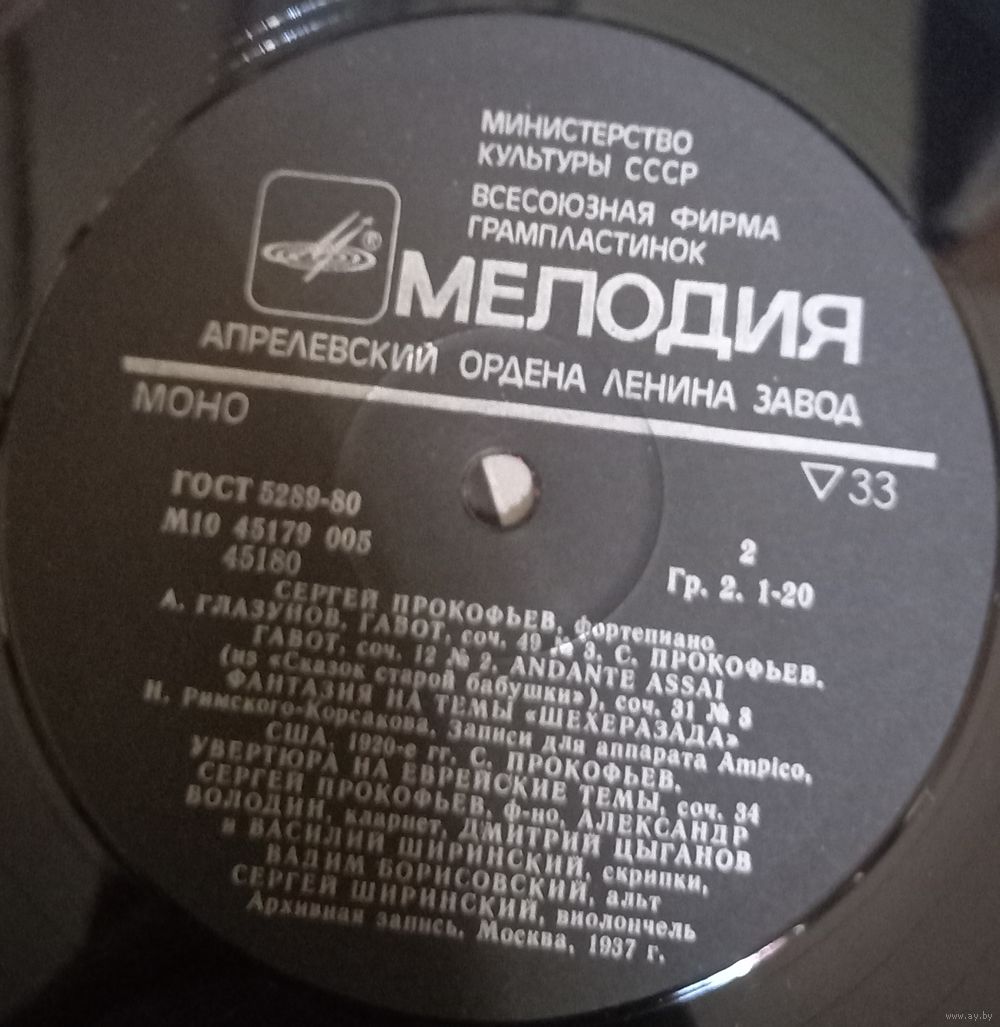 МИНИСТЕРСТВО
КУЛЬТУРЫ СССР
ВСЕСОЮЗНАЯ ФИРМА
ГРАМПЛАСТИНОК
®
МЕЛОДИЯ
АПРЕЛЕВСКИЙ ОРДЕНА ЛЕНИНА ЗАВОД
МОНО
▽33
ГОСТ 5289-80
М10 45179 005
45180
2
Гр. 2. 1-20
СЕРГЕЙ ПРОКОФЬЕВ, фортепиано
А. ГЛАЗУНОВ. ГАВОТ, соч. 49 № 3. С. ПРОКОФЬЕВ.
ГАВОТ, соч. 12 № 2, ANDANTE ASSAI
(из «Сказок старой бабушки»), соч. 31 № 3
ФАНТАЗИЯ НА ТЕМЫ «ШЕХЕРАЗАДА»
Н. Римского-Корсакова, Записи для аппарата Ampico,
США, 1920-е гг. С. ПРОКОФЬЕВ.
УВЕРТЮРА НА ЕВРЕЙСКИЕ ТЕМЫ, соч. 34
СЕРГЕЙ ПРОКОФЬЕВ, ф-но, АЛЕКСАНДР
ВОЛОДИН, кларнет, ДМИТРИЙ ЦЫГАНОВ
и ВАСИЛИЙ ШИРИНСКИЙ, скрипки,
ВАДИМ БОРИСОВСКИЙ, альт
СЕРГЕЙ ШИРИНСКИЙ, виолончель
Архивная запись, Москва, 1937 г.
www.ay.by